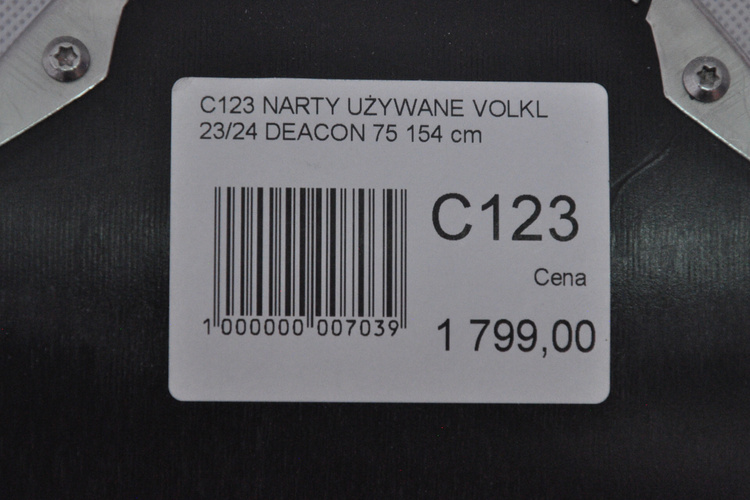 C123 NARTY UŻYWANE VOLKL
23/24 DEACON 75 154 cm
C123
Cena
1 000000 007039
1 799,00